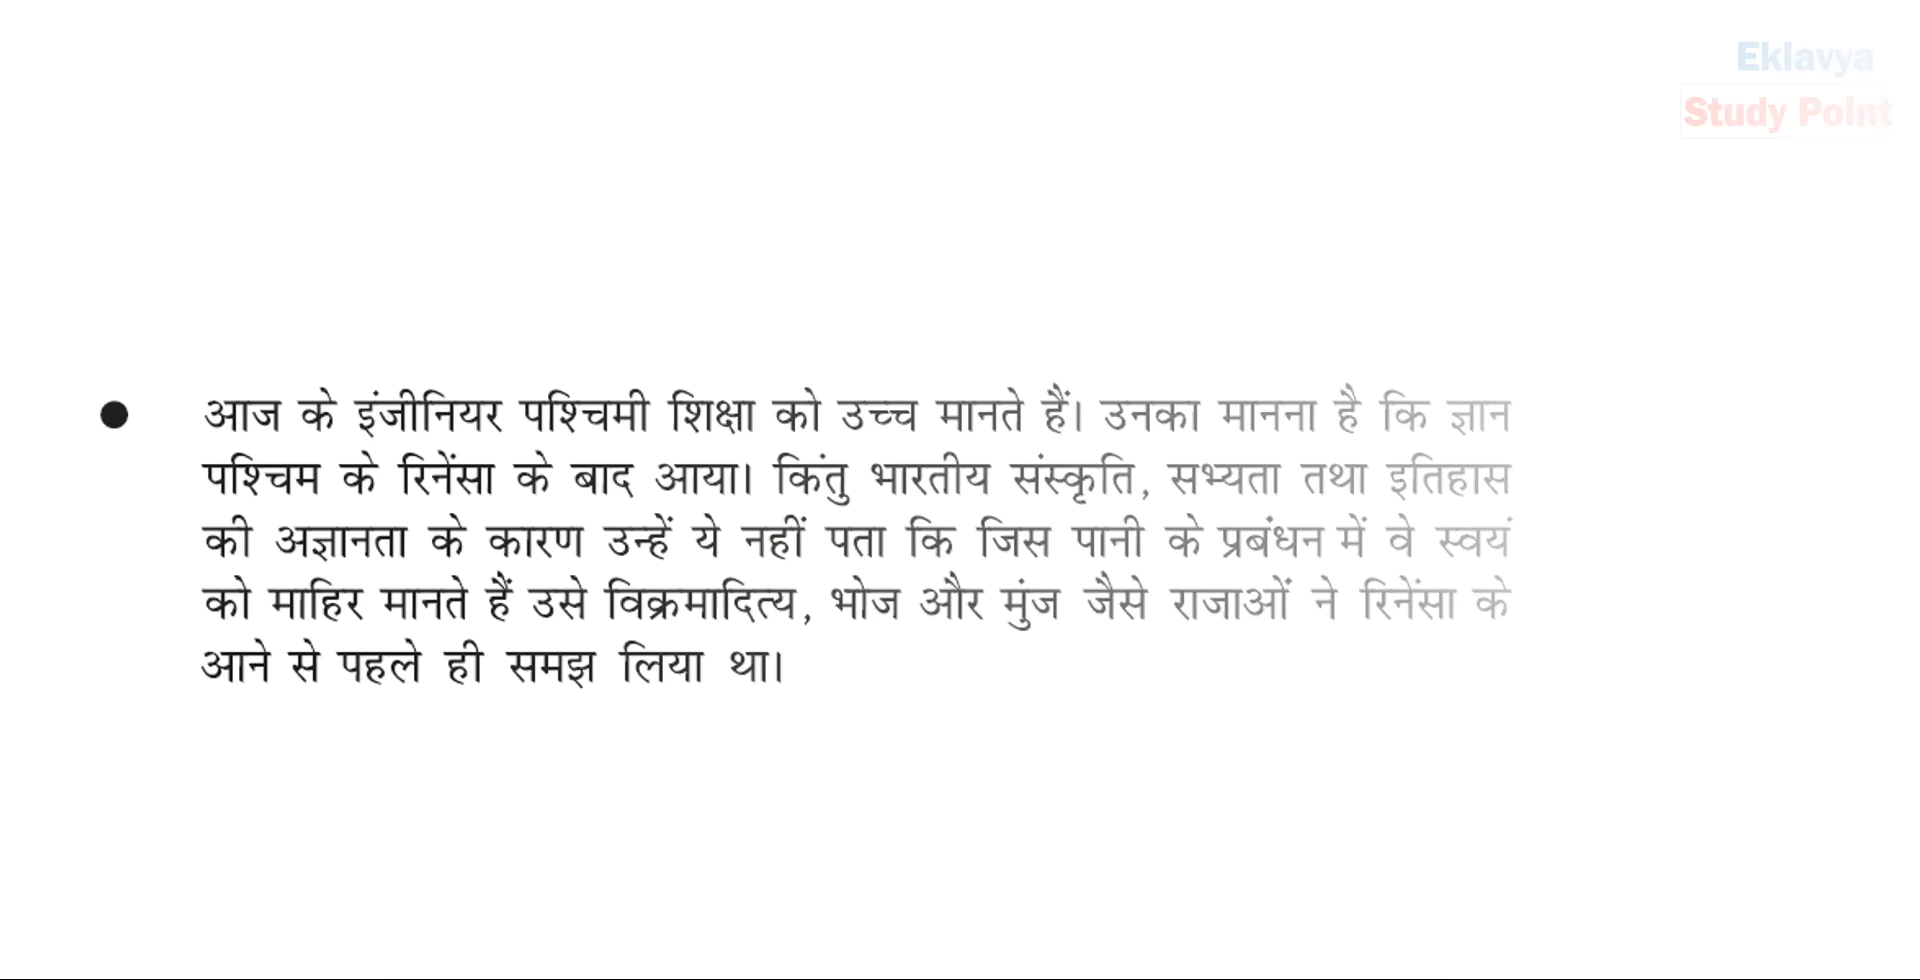 Eklavya
Study Point
● आज के इंजीनियर पश्चिमी शिक्षा को उच्च मानते हैं। उनका मानना है कि ज्ञान
पश्चिम के रिनेंसा के बाद आया। किंतु भारतीय संस्कृति, सभ्यता तथा इतिहास
की अज्ञानता के कारण उन्हें ये नहीं पता कि जिस पानी के प्रबंधन में वे स्वयं
को माहिर मानते हैं उसे विक्रमादित्य, भोज और मुंज जैसे राजाओं ने रिनेंसा के
आने से पहले ही समझ लिया था।